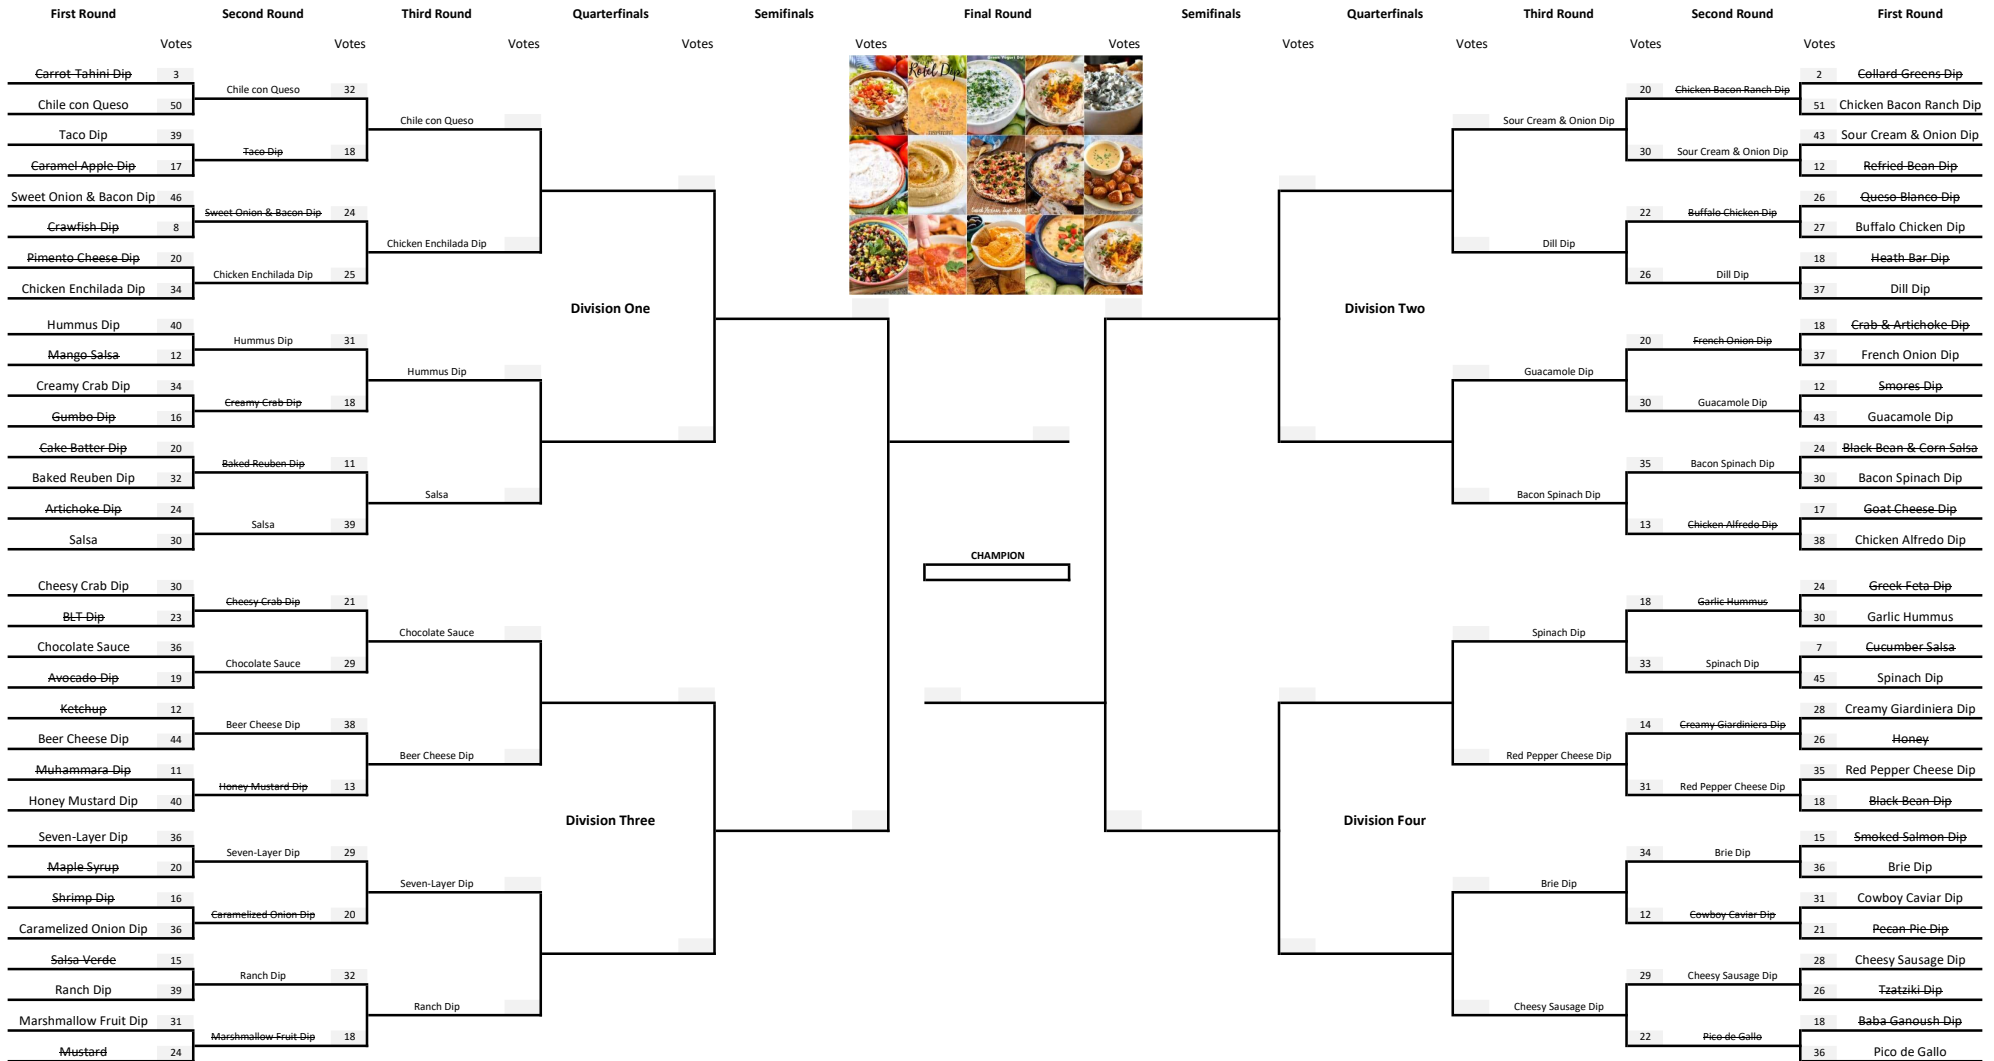 First Round Second Round Third Round Quarterfinals Semifinals Final Round Semifinals Quarterfinals Third Round Second Round First Round
Votes Votes Votes Votes Votes Votes Votes Votes Votes Votes
Carrot Tahini Dip 3
Chile con Queso 50
Taco Dip 39
Caramel Apple Dip 17
Sweet Onion & Bacon Dip 46
Crawfish Dip 8
Pimento Cheese Dip 20
Chicken Enchilada Dip 34
Hummus Dip 40
Mango Salsa 12
Creamy Crab Dip 34
Gumbo Dip 16
Cake Batter Dip 20
Baked Reuben Dip 32
Artichoke Dip 24
Salsa 30
Cheesy Crab Dip 30
BLT Dip 23
Chocolate Sauce 36
Avocado Dip 19
Ketchup 12
Beer Cheese Dip 44
Muhammara Dip 11
Honey Mustard Dip 40
Seven-Layer Dip 36
Maple Syrup 20
Shrimp Dip 16
Caramelized Onion Dip 36
Salsa Verde 15
Ranch Dip 39
Marshmallow Fruit Dip 31
Mustard 24
Chile con Queso 32
Taco Dip 18
Sweet Onion & Bacon Dip 24
Chicken Enchilada Dip 25
Hummus Dip 31
Creamy Crab Dip 18
Baked Reuben Dip 11
Salsa 39
Cheesy Crab Dip 21
Chocolate Sauce 29
Beer Cheese Dip 38
Honey Mustard Dip 13
Seven-Layer Dip 29
Caramelized Onion Dip 20
Ranch Dip 32
Marshmallow Fruit Dip 18
Chile con Queso
Chicken Enchilada Dip
Hummus Dip
Salsa
Chocolate Sauce
Beer Cheese Dip
Seven-Layer Dip
Ranch Dip
Division One
Division Three
Rotel Dip
CHAMPION
Division Two
Division Four
Sour Cream & Onion Dip
Dill Dip
Guacamole Dip
Bacon Spinach Dip
Spinach Dip
Red Pepper Cheese Dip
Brie Dip
Cheesy Sausage Dip
20 Chicken Bacon Ranch Dip
30 Sour Cream & Onion Dip
22 Buffalo Chicken Dip
26 Dill Dip
20 French Onion Dip
30 Guacamole Dip
35 Bacon Spinach Dip
13 Chicken Alfredo Dip
18 Garlic Hummus
33 Spinach Dip
14 Creamy Giardiniera Dip
31 Red Pepper Cheese Dip
34 Brie Dip
12 Cowboy Caviar Dip
29 Cheesy Sausage Dip
22 Pico de Gallo
2 Collard Greens Dip
51 Chicken Bacon Ranch Dip
43 Sour Cream & Onion Dip
12 Refried Bean Dip
26 Queso Blanco Dip
27 Buffalo Chicken Dip
18 Heath Bar Dip
37 Dill Dip
18 Crab & Artichoke Dip
37 French Onion Dip
12 Smores Dip
43 Guacamole Dip
24 Black Bean & Corn Salsa
30 Bacon Spinach Dip
17 Goat Cheese Dip
38 Chicken Alfredo Dip
24 Greek Feta Dip
30 Garlic Hummus
7 Cucumber Salsa
45 Spinach Dip
28 Creamy Giardiniera Dip
26 Honey
35 Red Pepper Cheese Dip
18 Black Bean Dip
15 Smoked Salmon Dip
36 Brie Dip
31 Cowboy Caviar Dip
21 Pecan Pie Dip
28 Cheesy Sausage Dip
26 Tzatziki Dip
18 Baba Ganoush Dip
36 Pico de Gallo